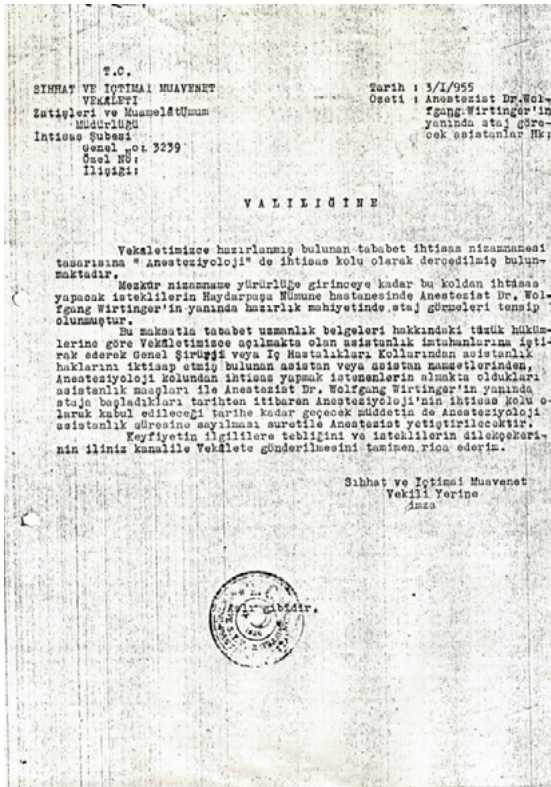 T.C.
SIHHAT VE İÇTİMAİ MUAVENET
VEKÂLETİ
Zatişleri ve MuamelâtUmum
Müdürlüğü
İhtisas Şubesi
Genel No: 3239
Özel NO:
İlişiği:
Tarih : 3/I/955
Özeti : Anestezist Dr.Wol-
fgang.Wirtinger'in
yanında staj göre-
cek asistanlar Hk:
V A L İ L İ Ğ İ N E
Vekâletimizce hazırlanmış bulunan tababet ihtisas nizamnamesi
tasarısına " Anesteziyoloji" de ihtisas kolu olarak dercedilmiş bulun-
maktadır.
Mezkûr nizamname yürürlüğe girinceye kadar bu koldan ihtisas
yapacak isteklilerin Haydarpaşa Nümune hastanesinde Anestezist Dr. Wol-
fgang Wirtinger'in yanında hazırlık mahiyetinde staj görmeleri tensip
olunmuştur.
Bu maksatla tababet uzmanlık belgeleri hakkındaki tüzük hüküm-
lerine göre Vekâletimizce açılmakta olan asistanlık imtahanlarına işti-
rak ederek Genel Şirürji veya İç Hastalıkları Kollarından asistanlık
haklarını iktisap etmiş bulunan asistan veya asistan namzetlerinden,
Anesteziyoloji kolundan ihtisas yapmak istenenlerin almakta oldukları
asistanlık maaşları ile Anestezist Dr. Wolfgang Wirtinger'in yanında
staja başladıkları tarihten itibaren Anesteziyoloji'nin ihtisas kolu o-
larak kabul edileceği tarihe kadar geçecek müddetin de Anesteziyoloji
asistanlık süresine sayılması suretile Anestezist yetiştirilecektir.
Keyfiyetin ilgililere tebliğini ve isteklilerin dilekçekeri-
nin iliniz kanalile Vekâlete gönderilmesini tamimen rica ederim.
Sıhhat ve İçtimai Muavenet
Vekili Yerine
imza
Aslı gibidir.